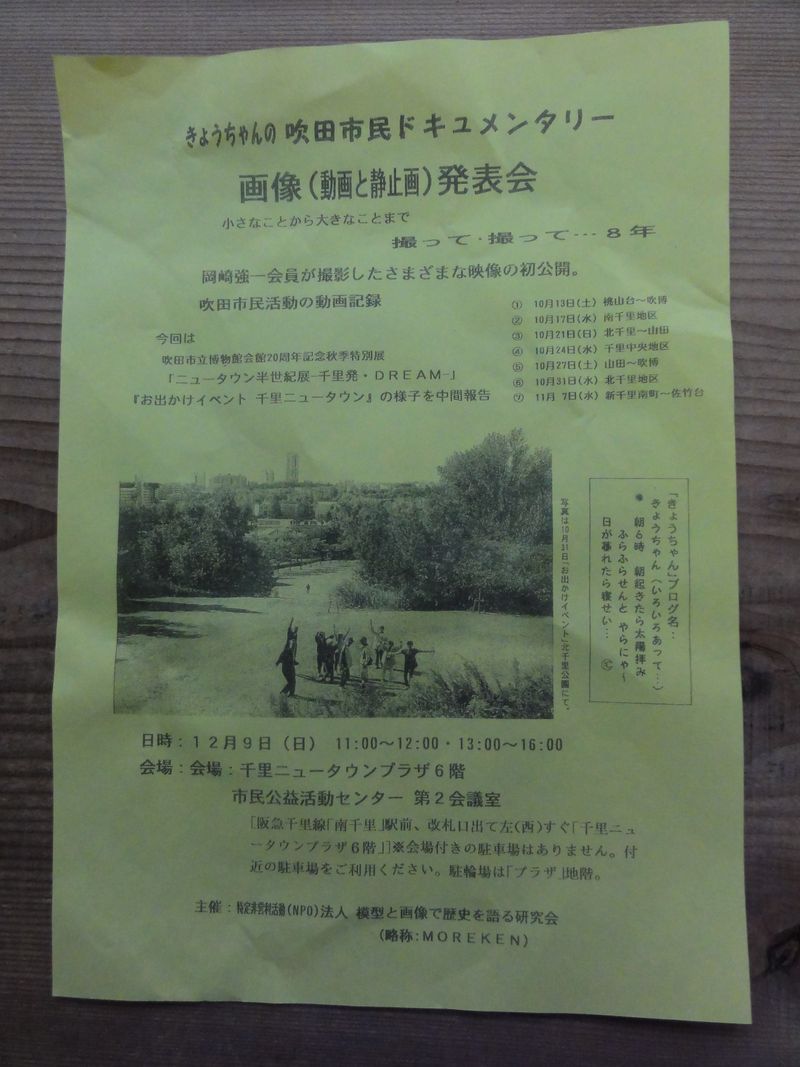 きょうちゃんの 吹田市民ドキュメンタリー
画像(動画と静止画)発表会
小さなことから大きなことまで
撮って・撮って…8年
岡崎強一会員が撮影したさまざまな映像の初公開。
吹田市民活動の動画記録
今回は
吹田市立博物館会館20周年記念秋季特別展
「ニュータウン半世紀展−千里発・DREAM−」
『お出かけイベント 千里ニュータウン』の様子を中間報告
① 10月13日(土) 桃山台〜吹博
② 10月17日(水) 南千里地区
③ 10月21日(日) 北千里〜山田
④ 10月24日(水) 千里中央地区
⑤ 10月27日(土) 山田〜吹博
⑥ 10月31日(水) 北千里地区
⑦ 11月 7日(水) 新千里南町〜佐竹台
写真は10月31日「お出かけイベント」北千里公園にて。
「きょうちゃん」ブログ名:
きょうちゃん(いろいろあって…)
朝6時 朝起きたら太陽拝み
ふらふらせんと やらにゃ〜
日が暮れたら寝せい…
日時:12月9日(日) 11:00〜12:00・13:00〜16:00
会場:会場:千里ニュータウンプラザ6階
市民公益活動センター 第2会議室
[阪急千里線「南千里」駅前、改札口出て左(西)すぐ「千里ニュ
ータウンプラザ6階」]※会場付きの駐車場はありません。付
近の駐車場をご利用ください。駐輪場は「プラザ」地階。
主催:特定非営利活動(NPO)法人 模型と画像で歴史を語る研究会
(略称:MOREKEN)